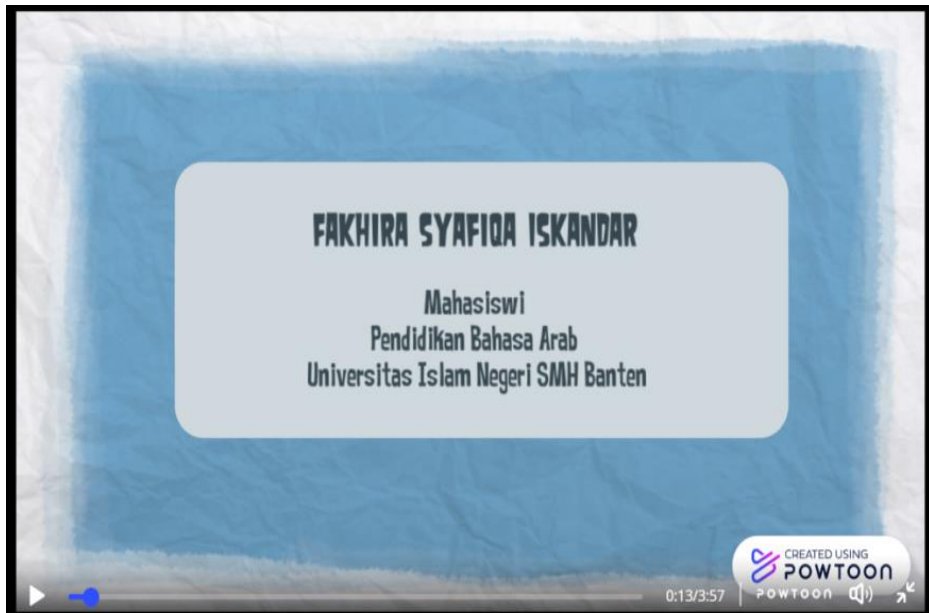 FAKHIRA SYAFIQA ISKANDAR
Mahasiswi
Pendidikan Bahasa Arab
Universitas Islam Negeri SMH Banten
CREATED USING
POWTOON
0:13/3:57
POWTOON